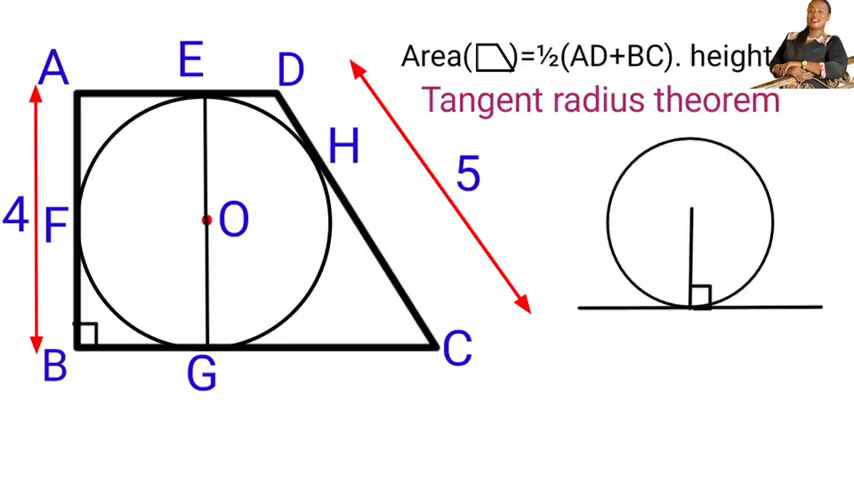 Area(⏢)=½(AD+BC). height
Tangent radius theorem
A
E
D
H
5
4
F
O
B
G
C